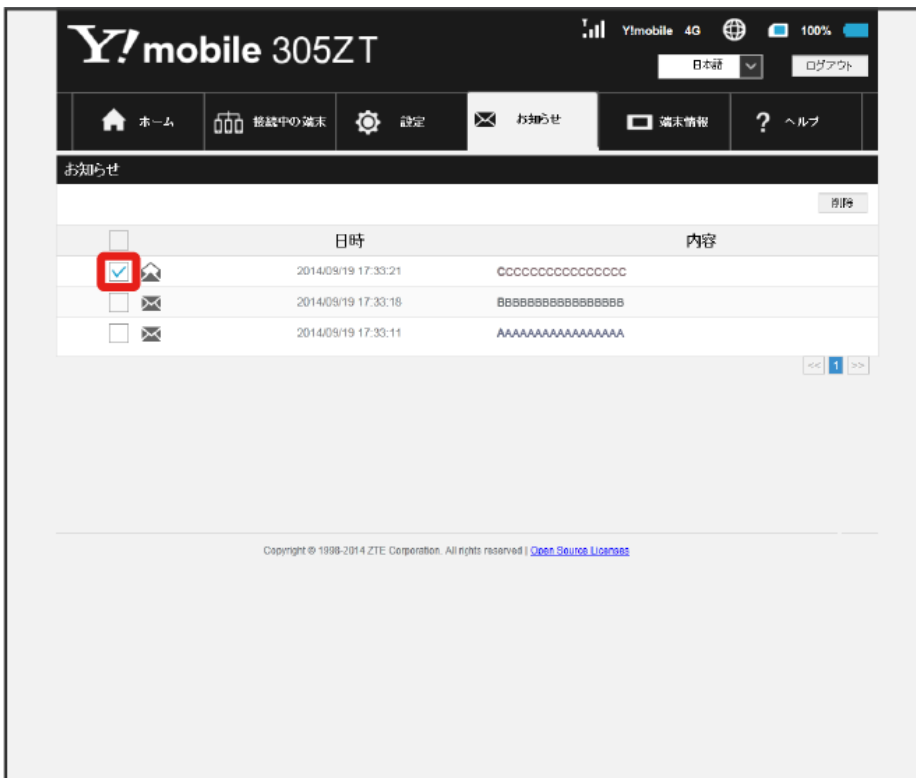 Y!mobile 4G 100%
Y! mobile 305ZT
日本語 ログアウト
ホーム 接続中の端末 設定 お知らせ 端末情報 ? ヘルプ
お知らせ
削除
日時 内容
2014/09/19 17:33:21 CCCCCCCCCCCCCCCC
2014/09/19 17:33:18 BBBBBBBBBBBBBBBBB
2014/09/19 17:33:11 AAAAAAAAAAAAAAAAA
<< 1 >>
Copyright © 1998-2014 ZTE Corporation. All rights reserved | Open Source Licenses